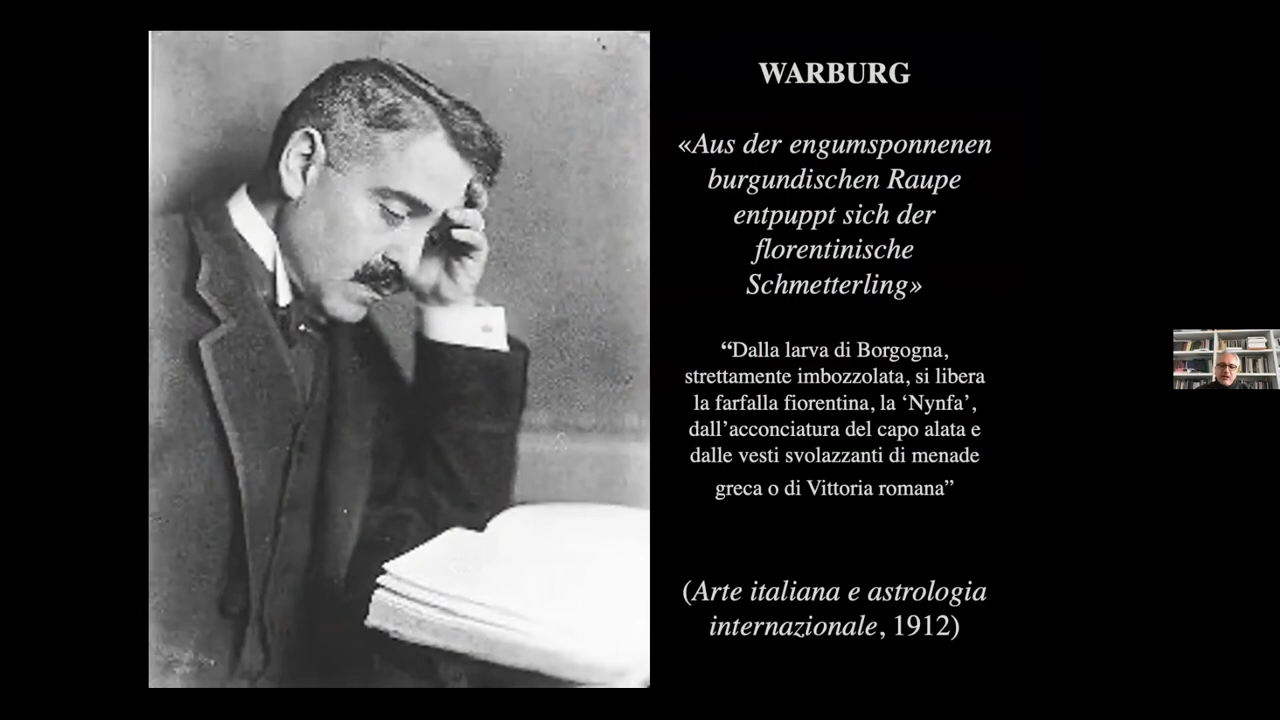 WARBURG
«Aus der engumsponnenen
burgundischen Raupe
entpuppt sich der
florentinische
Schmetterling»
“Dalla larva di Borgogna,
strettamente imbozzolata, si libera
la farfalla fiorentina, la ‘Nynfa’,
dall’acconciatura del capo alata e
dalle vesti svolazzanti di menade
greca o di Vittoria romana”
(Arte italiana e astrologia
internazionale, 1912)